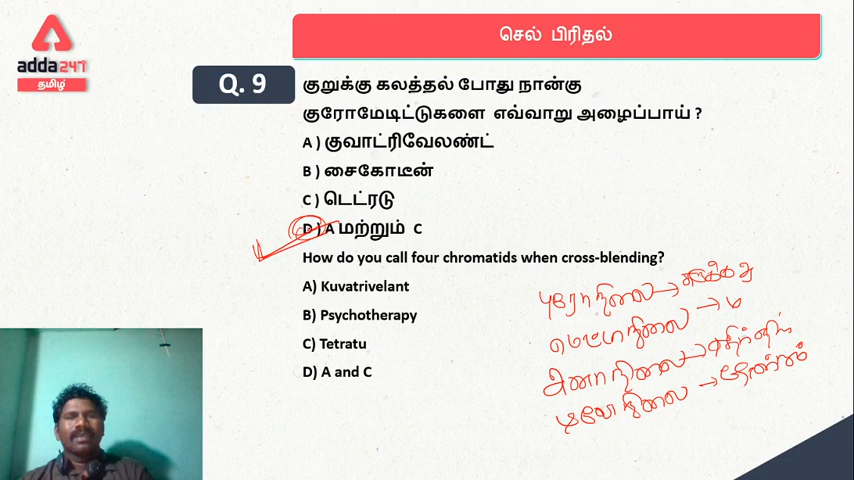 adda247
தமிழ்
செல் பிரிதல்
Q. 9
குறுக்கு கலத்தல் போது நான்கு
குரோமேடிட்டுகளை எவ்வாறு அழைப்பாய் ?
A ) குவாட்ரிவேலண்ட்
B ) சைகோடீன்
C ) டெட்ரடு
D ) A மற்றும் C
How do you call four chromatids when cross-blending?
A) Kuvatrivelant
B) Psychotherapy
C) Tetratu
D) A and C
புரோநிலை →
மெட்டாநிலை → ம
அனாநிலை →
டிலோநிலை →